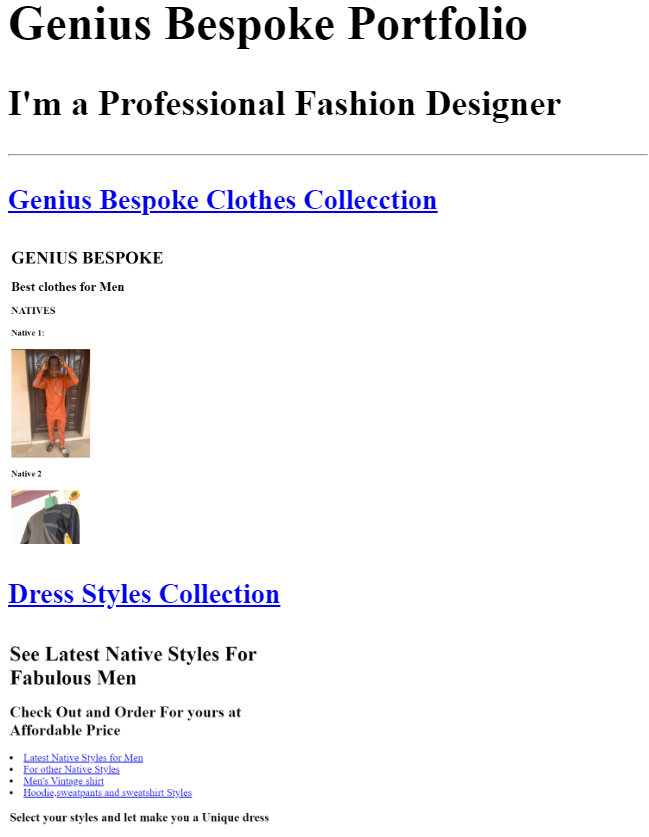 Genius Bespoke Portfolio
I'm a Professional Fashion Designer
Genius Bespoke Clothes Collecction
GENIUS BESPOKE
Best clothes for Men
NATIVES
Native 1:
Native 2
Dress Styles Collection
See Latest Native Styles For
Fabulous Men
Check Out and Order For yours at
Affordable Price
• Latest Native Styles for Men
• For other Native Styles
• Men's Vintage shirt
• Hoodie,sweatpants and sweatshirt Styles
Select your styles and let make you a Unique dress